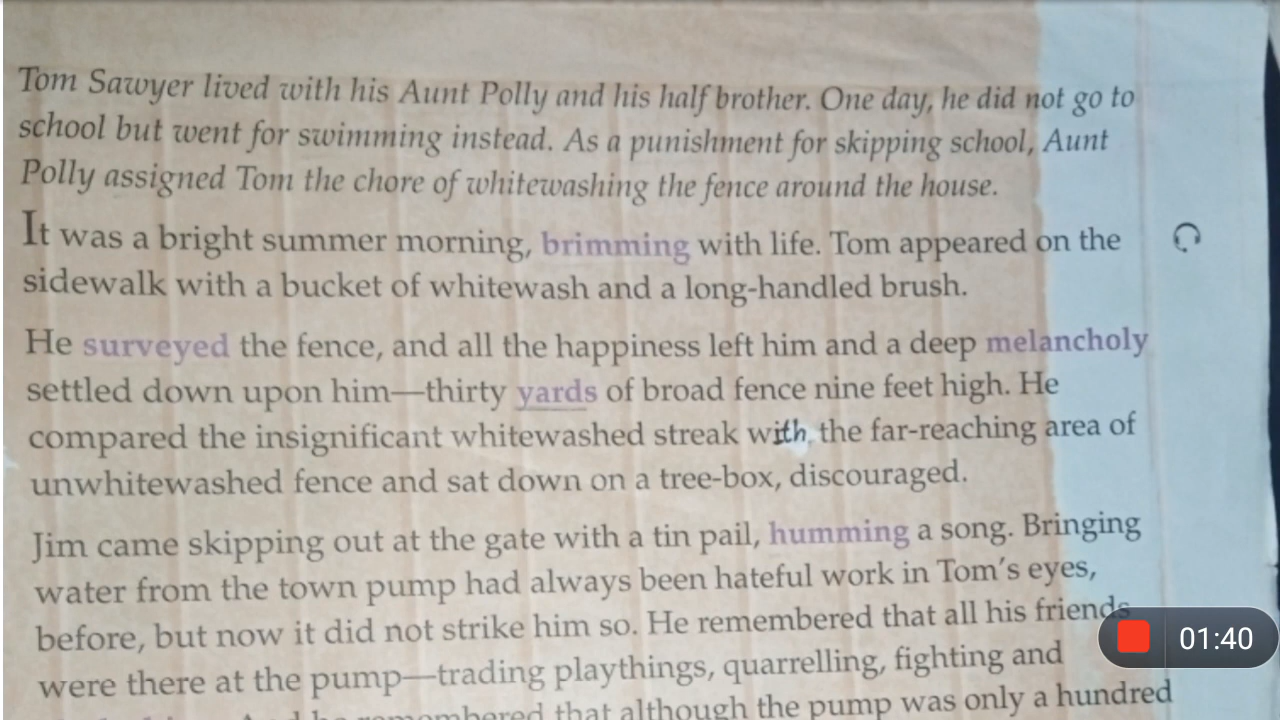 Tom Sawyer lived with his Aunt Polly and his half brother. One day, he did not go to
school but went for swimming instead. As a punishment for skipping school, Aunt
Polly assigned Tom the chore of whitewashing the fence around the house.
It was a bright summer morning, brimming with life. Tom appeared on the
sidewalk with a bucket of whitewash and a long-handled brush.
He surveyed the fence, and all the happiness left him and a deep melancholy
settled down upon him—thirty yards of broad fence nine feet high. He
compared the insignificant whitewashed streak with the far-reaching area of
unwhitewashed fence and sat down on a tree-box, discouraged.
Jim came skipping out at the gate with a tin pail, humming a song. Bringing
water from the town pump had always been hateful work in Tom's eyes,
before, but now it did not strike him so. He remembered that all his friends
were there at the pump—trading playthings, quarrelling, fighting and
remembered that although the pump was only a hundred
01:40